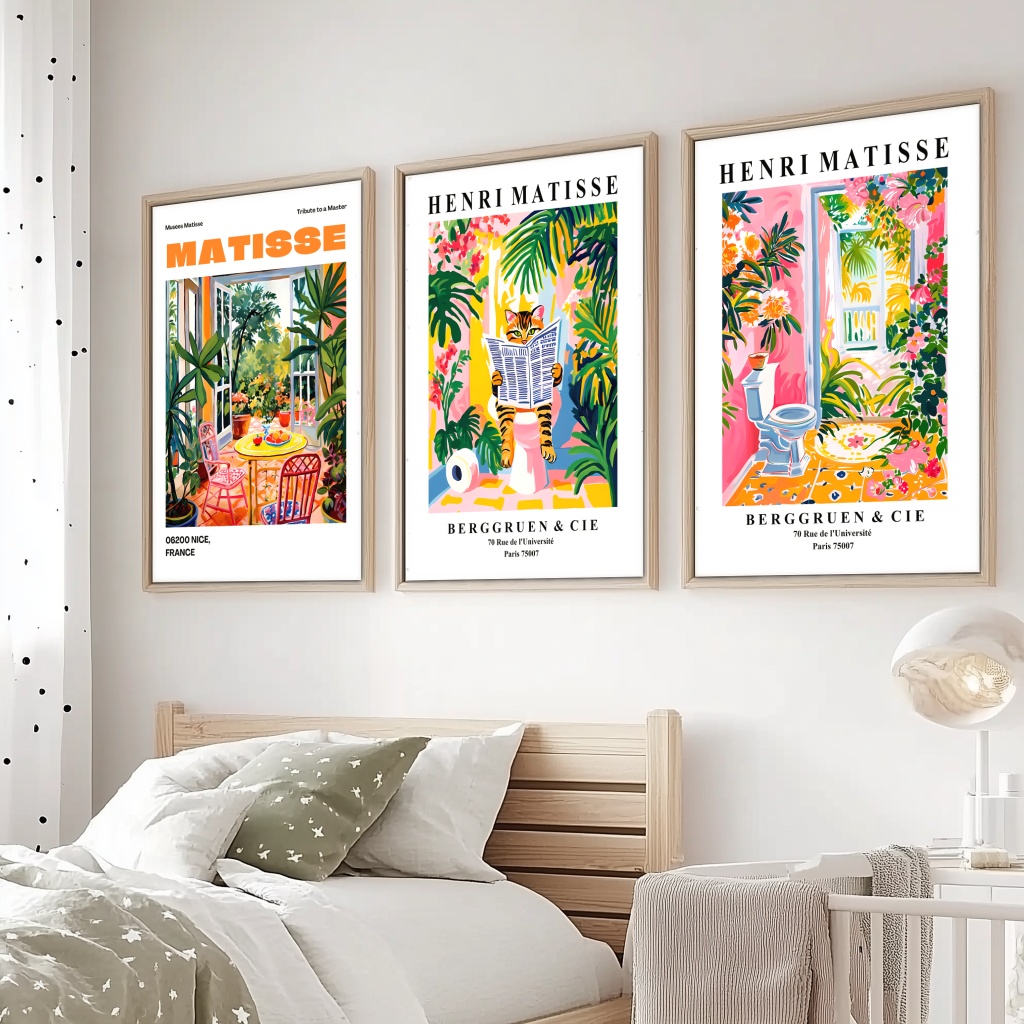 Musées Matisse
Tribute to a Master
MATISSE
06200 NICE,
FRANCE
HENRI MATISSE
BERGGRUEN & CIE
70 Rue de l'Université
Paris 75007
HENRI MATISSE
BERGGRUEN & CIE
70 Rue de l'Université
Paris 75007